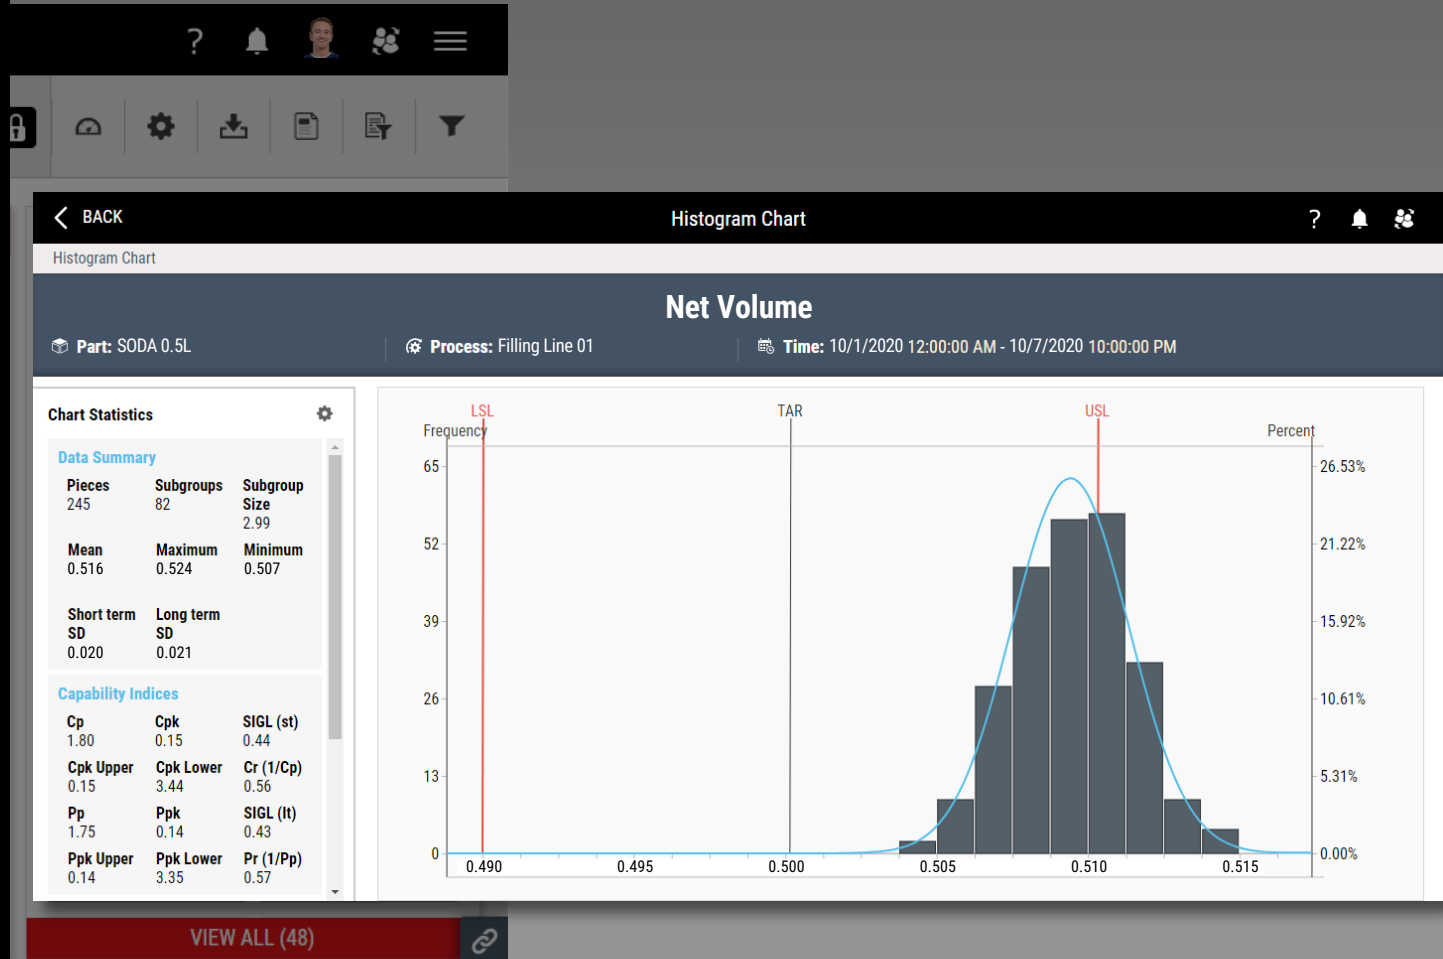 ?
BACK
Histogram Chart
?
Histogram Chart
Net Volume
Part: SODA 0.5L
Process: Filling Line 01
Time: 10/1/2020 12:00:00 AM - 10/7/2020 10:00:00 PM
Chart Statistics
Data Summary
Pieces Subgroups Subgroup
Size
245 82
2.99
Mean Maximum Minimum
0.516 0.524 0.507
Short term Long term
SD SD
0.020 0.021
Capability Indices
Cp Cpk SIGL (st)
1.80 0.15 0.44
Cpk Upper Cpk Lower Cr (1/Cp)
0.15 3.44 0.56
Pp Ppk SIGL (lt)
1.75 0.14 0.43
Ppk Upper Ppk Lower Pr (1/Pp)
0.14 3.35 0.57
LSL TAR USL
Frequency Percent
65 26.53%
52 21.22%
39 15.92%
26 10.61%
13 5.31%
0 0.00%
0.490 0.495 0.500 0.505 0.510 0.515
VIEW ALL (48)